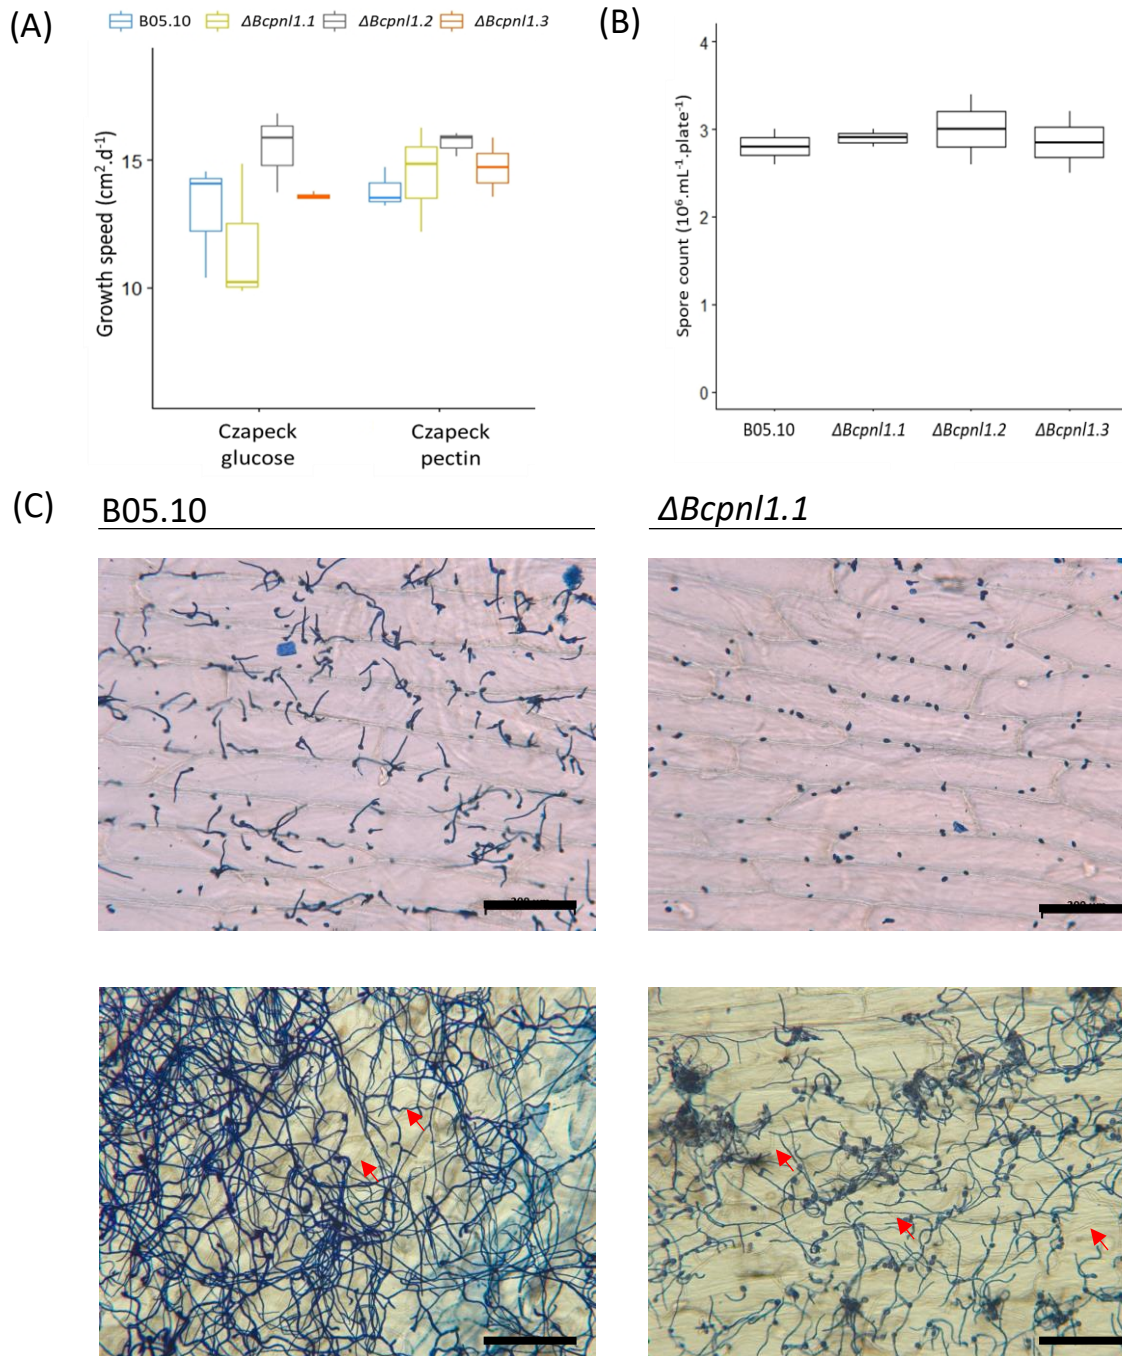 (A)
B05.10 ΔBcpnl1.1 ΔBcpnl1.2 ΔBcpnl1.3
Growth speed (cm².d⁻¹)
15
10
Czapeck
glucose
Czapeck
pectin
(B)
Spore count (10⁶.mL⁻¹.plate⁻¹)
4
3
2
1
0
B05.10 ΔBcpnl1.1 ΔBcpnl1.2 ΔBcpnl1.3
(C)
B05.10
ΔBcpnl1.1